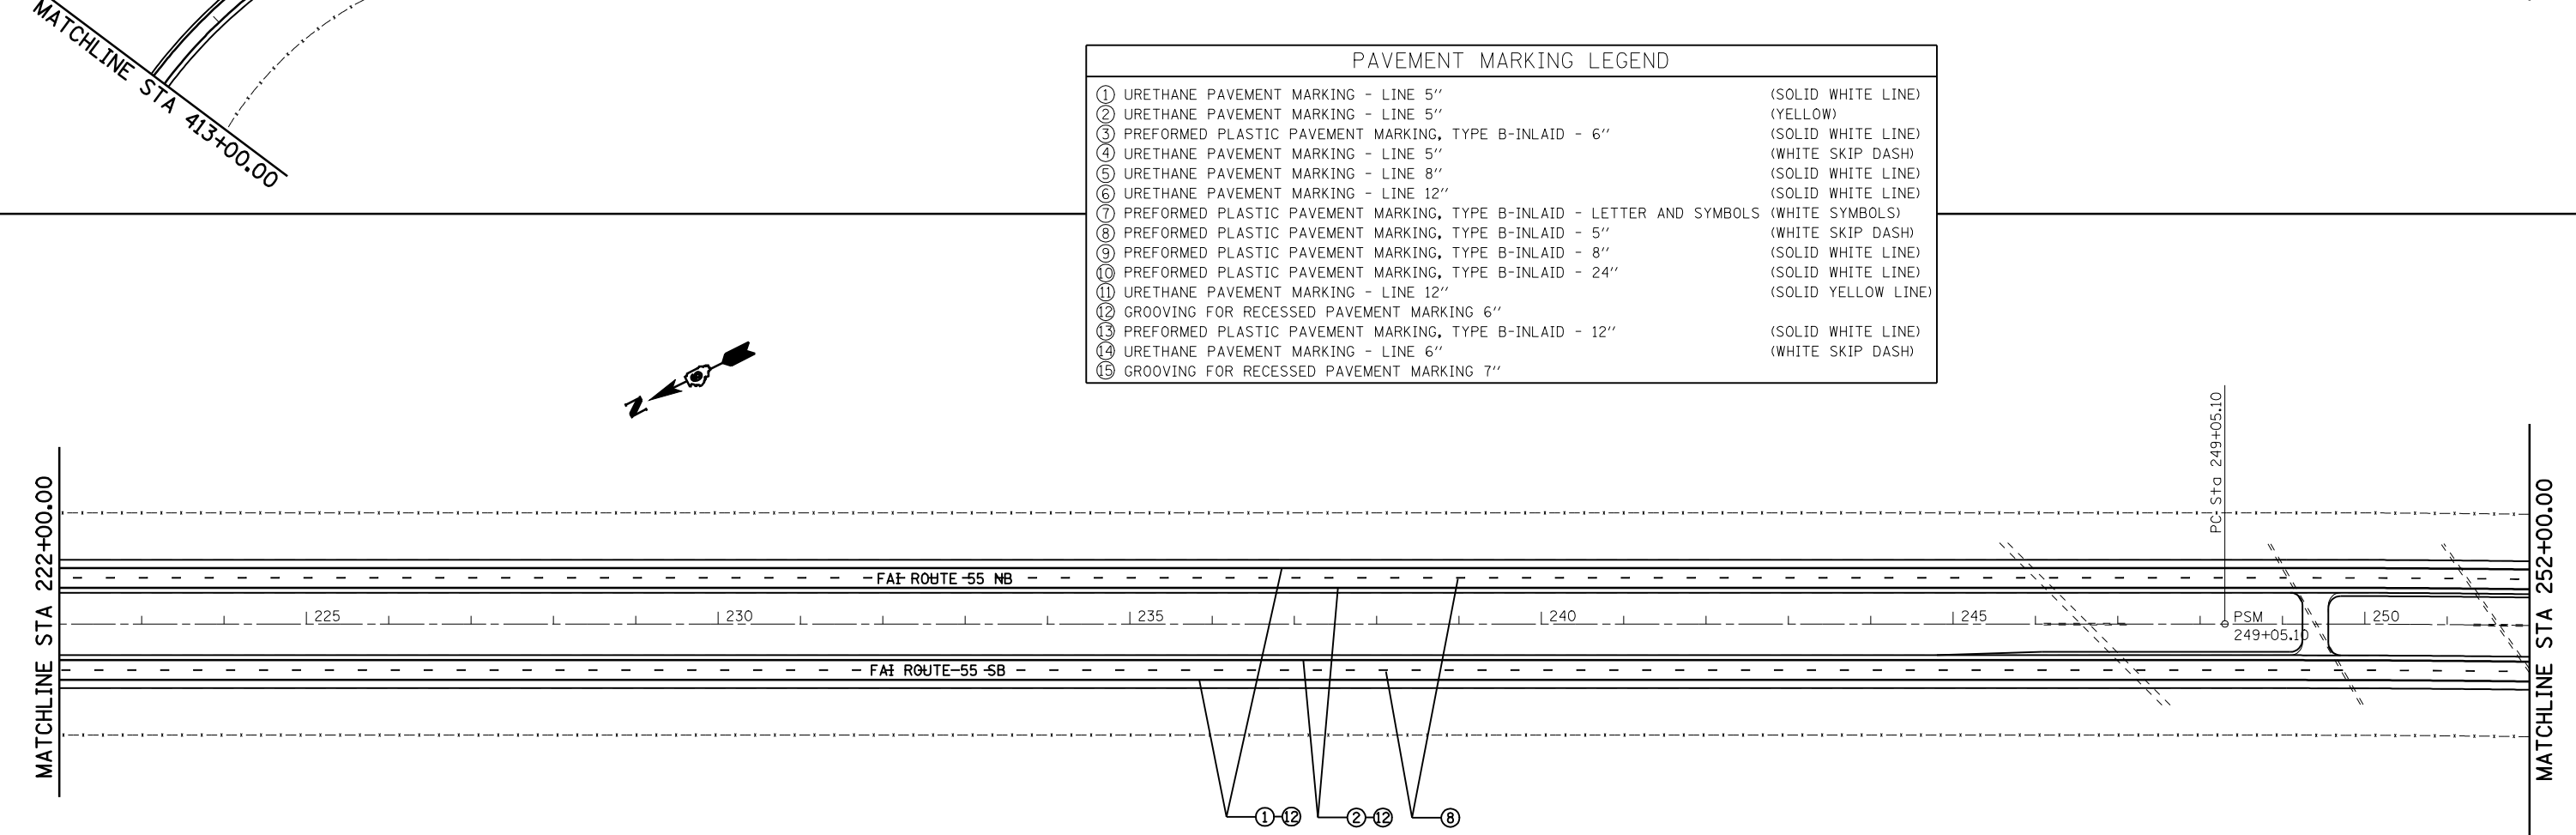 MATCHLINE STA 413+00.00
PAVEMENT MARKING LEGEND
1 URETHANE PAVEMENT MARKING - LINE 5" (SOLID WHITE LINE)
2 URETHANE PAVEMENT MARKING - LINE 5" (YELLOW)
3 PREFORMED PLASTIC PAVEMENT MARKING, TYPE B-INLAID - 6" (SOLID WHITE LINE)
4 URETHANE PAVEMENT MARKING - LINE 5" (WHITE SKIP DASH)
5 URETHANE PAVEMENT MARKING - LINE 8" (SOLID WHITE LINE)
6 URETHANE PAVEMENT MARKING - LINE 12" (SOLID WHITE LINE)
7 PREFORMED PLASTIC PAVEMENT MARKING, TYPE B-INLAID - LETTER AND SYMBOLS (WHITE SYMBOLS)
8 PREFORMED PLASTIC PAVEMENT MARKING, TYPE B-INLAID - 5" (WHITE SKIP DASH)
9 PREFORMED PLASTIC PAVEMENT MARKING, TYPE B-INLAID - 8" (SOLID WHITE LINE)
10 PREFORMED PLASTIC PAVEMENT MARKING, TYPE B-INLAID - 24" (SOLID WHITE LINE)
11 URETHANE PAVEMENT MARKING - LINE 12" (SOLID YELLOW LINE)
12 GROOVING FOR RECESSED PAVEMENT MARKING 6"
13 PREFORMED PLASTIC PAVEMENT MARKING, TYPE B-INLAID - 12" (SOLID WHITE LINE)
14 URETHANE PAVEMENT MARKING - LINE 6" (WHITE SKIP DASH)
15 GROOVING FOR RECESSED PAVEMENT MARKING 7"
N
MATCHLINE STA 222+00.00
PC Sta 249+05.10
MATCHLINE STA 252+00.00
FAI ROUTE 55 NB
225 230 235 240 245 250
PSM
249+05.10
FAI ROUTE 55 SB
1 12 2 12 8